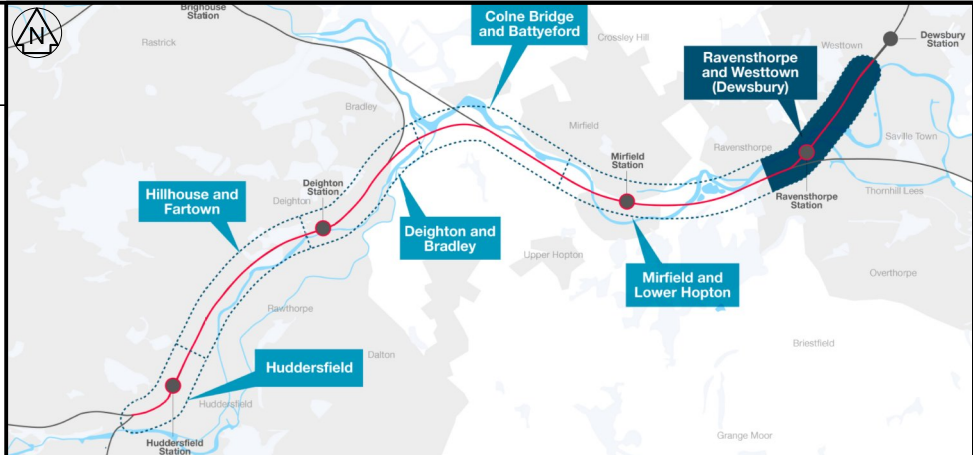 Brighouse
Station
N
Rastrick
Colne Bridge
and Battyeford
Crossley Hill
Westtown
Dewsbury
Station
Ravensthorpe
and Westtown
(Dewsbury)
Bradley
Mirfield
Ravensthorpe
Saville Town
Mirfield
Station
Deighton
Station
Deighton
Hillhouse and
Fartown
Ravensthorpe
Station
Thornhill Lees
Deighton and
Bradley
Upper Hopton
Mirfield and
Lower Hopton
Overthorpe
Rawthorpe
Briestfield
Dalton
Huddersfield
Huddersfield
Huddersfield
Station
Grange Moor